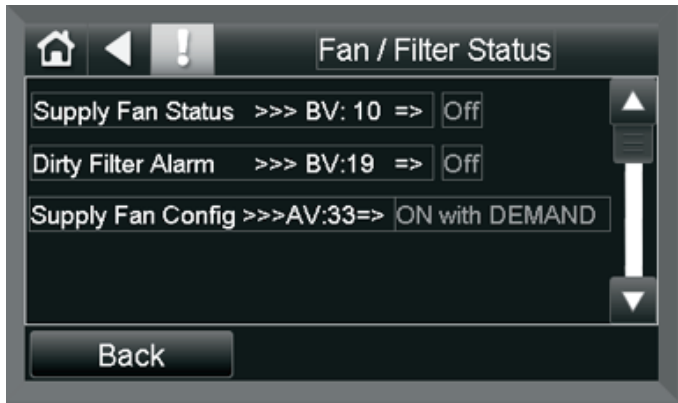 ! Fan / Filter Status
Supply Fan Status >>> BV: 10 => Off
Dirty Filter Alarm >>> BV:19 => Off
Supply Fan Config >>>AV:33=> ON with DEMAND
Back